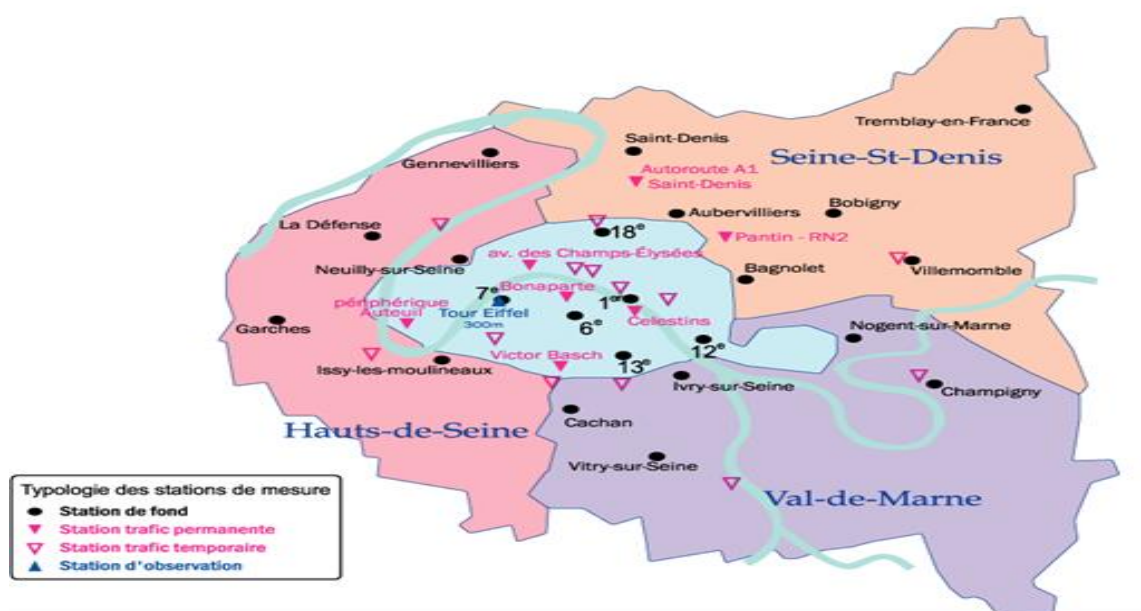 Tremblay-en-France
Saint-Denis
Gennevilliers
Seine-St-Denis
Autoroute A1
Saint-Denis
Bobigny
Aubervilliers
La Défense
18e
Pantin - RN2
av. des Champs-Élysées
Neuilly-sur-Seine
Bagnolet
Villemomble
Bonaparte
7e
1er
périphérique
Auteuil
Tour Eiffel
300m
Celestins
Garches
6e
Nogent-sur-Marne
12e
Victor Basch
13e
Issy-les-moulineaux
Ivry-sur-Seine
Champigny
Cachan
Hauts-de-Seine
Vitry-sur-Seine
Val-de-Marne
Typologie des stations de mesure
Station de fond
Station trafic permanente
Station trafic temporaire
Station d'observation